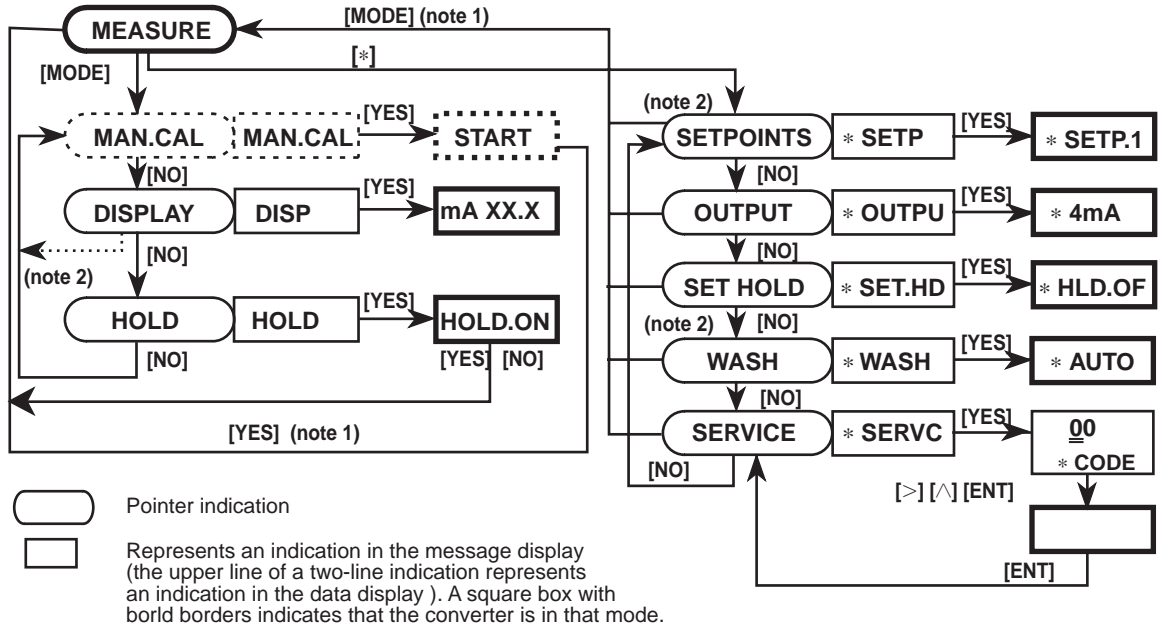 [MODE] (note 1)
MEASURE
[∗]
[MODE]
(note 2)
[YES]
MAN.CAL MAN.CAL START
SETPOINTS ∗ SETP [YES] ∗ SETP.1
[NO]
[NO]
DISPLAY DISP [YES] mA XX.X
OUTPUT ∗ OUTPU [YES] ∗ 4mA
[NO]
[NO]
(note 2)
SET HOLD ∗ SET.HD [YES] ∗ HLD.OF
HOLD HOLD [YES] HOLD.ON
(note 2) [NO]
[NO]
[YES] [NO]
WASH ∗ WASH [YES] ∗ AUTO
[NO]
[YES] (note 1)
SERVICE ∗ SERVC [YES] 00
∗ CODE
[NO]
[>] [∧] [ENT]
[ENT]
Pointer indication
Represents an indication in the message display
(the upper line of a two-line indication represents
an indication in the data display ). A square box with
borld borders indicates that the converter is in that mode.